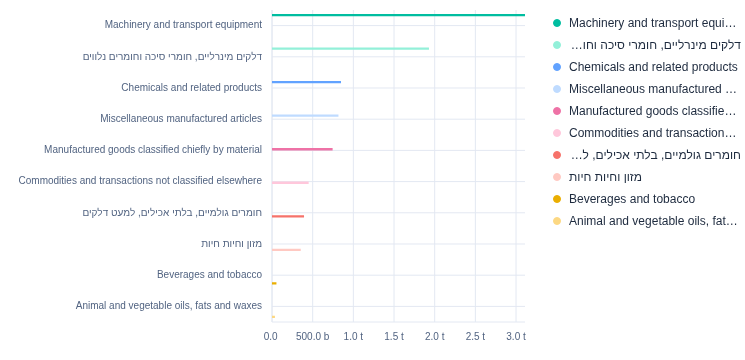 Machinery and transport equipment
דלקים מינרליים, חומרי סיכה וחומרים נלווים
Chemicals and related products
Miscellaneous manufactured articles
Manufactured goods classified chiefly by material
Commodities and transactions not classified elsewhere
חומרים גולמיים, בלתי אכילים, למעט דלקים
מזון וחיות חיות
Beverages and tobacco
Animal and vegetable oils, fats and waxes
0.0 500.0 b 1.0 t 1.5 t 2.0 t 2.5 t 3.0 t
Machinery and transport equi...
דלקים מינרליים, חומרי סיכה וחו...
Chemicals and related products
Miscellaneous manufactured ...
Manufactured goods classifie...
Commodities and transaction...
חומרים גולמיים, בלתי אכילים, ל...
מזון וחיות חיות
Beverages and tobacco
Animal and vegetable oils, fat...